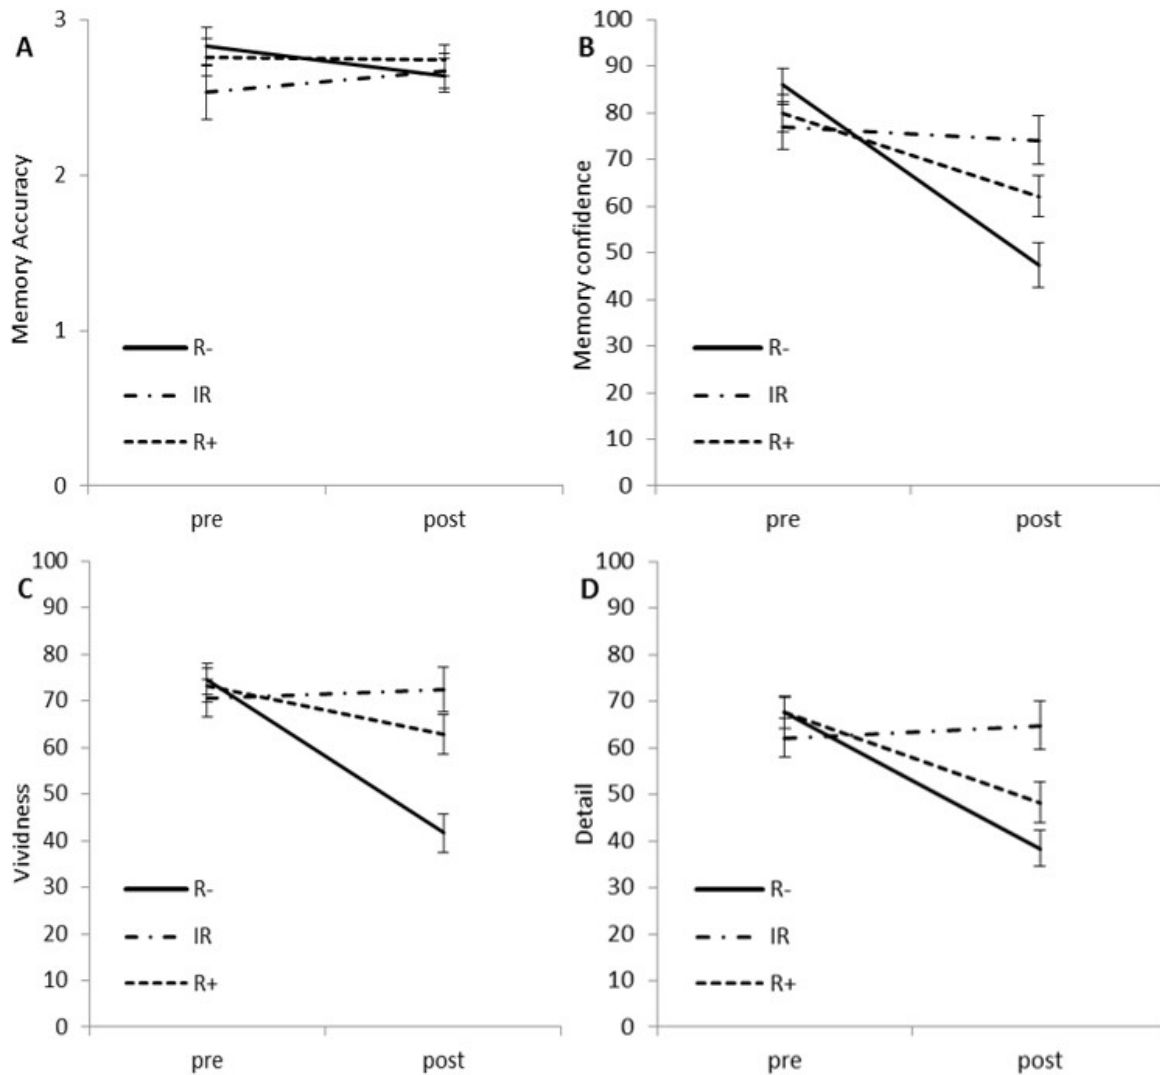 A
Memory Accuracy
3
2
1
0
R-
IR
R+
pre
post
B
Memory confidence
100
90
80
70
60
50
40
30
20
10
0
R-
IR
R+
pre
post
C
Vividness
100
90
80
70
60
50
40
30
20
10
0
R-
IR
R+
pre
post
D
Detail
100
90
80
70
60
50
40
30
20
10
0
R-
IR
R+
pre
post